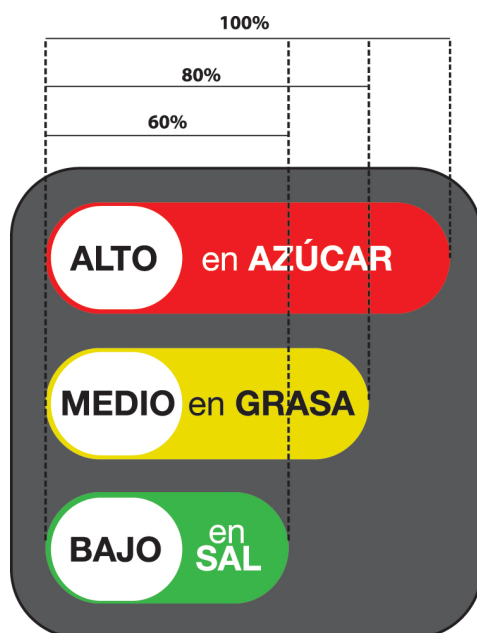 100%
80%
60%
ALTO en AZÚCAR
MEDIO en GRASA
BAJO en
SAL